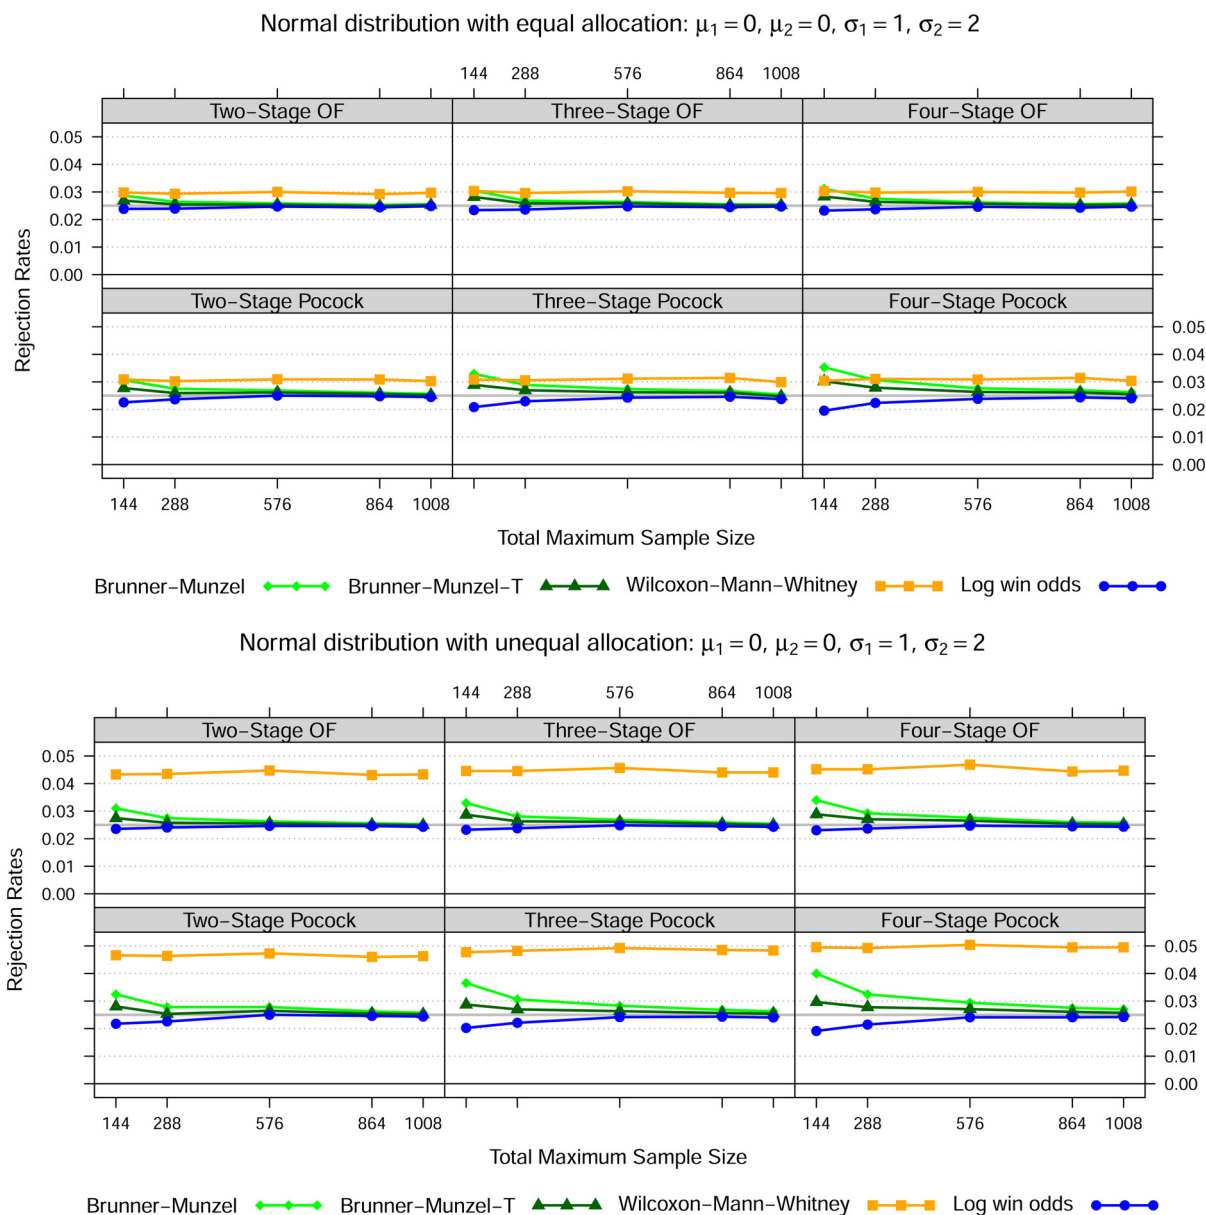 Normal distribution with equal allocation: μ1 = 0, μ2 = 0, σ1 = 1, σ2 = 2
144 288 576 864 1008
Two−Stage OF Three−Stage OF Four−Stage OF
0.05
0.04
0.03
0.02
0.01
0.00
Rejection Rates
Two−Stage Pocock Three−Stage Pocock Four−Stage Pocock
0.05
0.04
0.03
0.02
0.01
0.00
144 288 576 864 1008 144 288 576 864 1008
Total Maximum Sample Size
Brunner−Munzel Brunner−Munzel−T Wilcoxon−Mann−Whitney Log win odds
Normal distribution with unequal allocation: μ1 = 0, μ2 = 0, σ1 = 1, σ2 = 2
144 288 576 864 1008
Two−Stage OF Three−Stage OF Four−Stage OF
0.05
0.04
0.03
0.02
0.01
0.00
Rejection Rates
Two−Stage Pocock Three−Stage Pocock Four−Stage Pocock
0.05
0.04
0.03
0.02
0.01
0.00
144 288 576 864 1008 144 288 576 864 1008
Total Maximum Sample Size
Brunner−Munzel Brunner−Munzel−T Wilcoxon−Mann−Whitney Log win odds